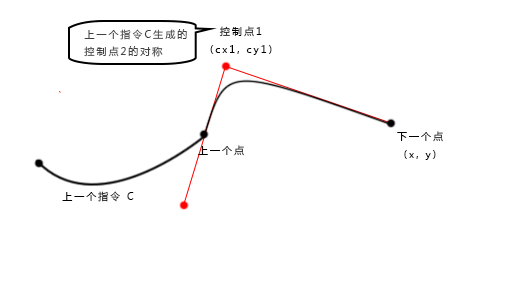 上一个指令C生成的
控制点2的对称
控制点1
(cx1, cy1)
上一个点
下一个点
(x, y)
上一个指令 C